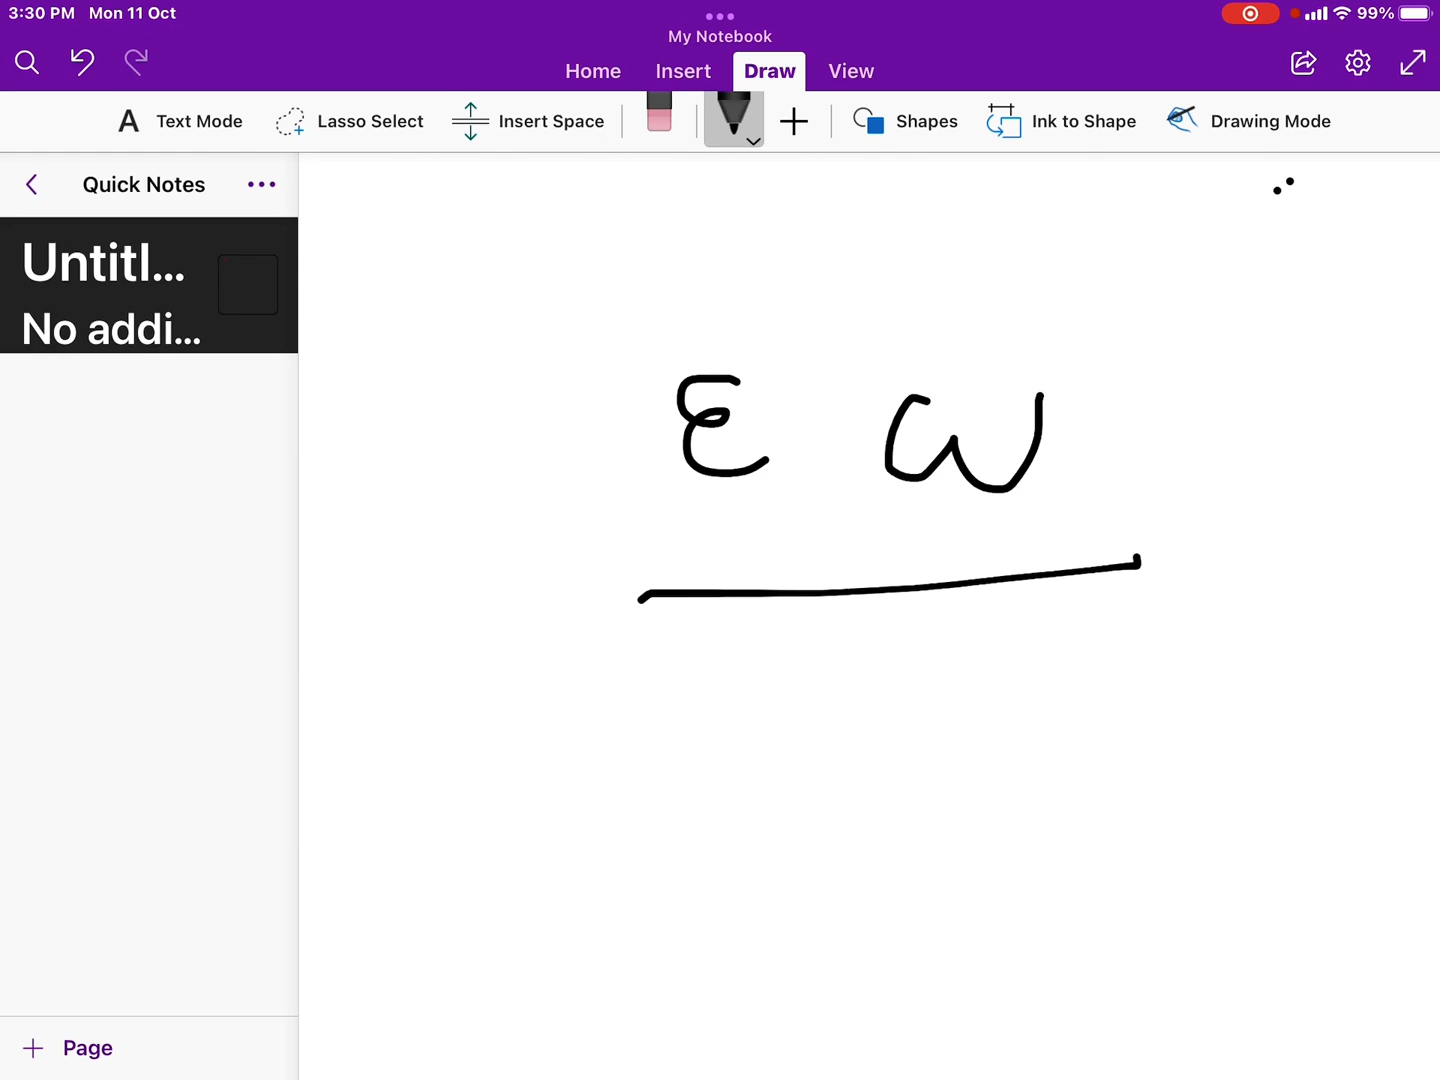 3:30 PM Mon 11 Oct
99%
My Notebook
Home Insert Draw View
A Text Mode Lasso Select Insert Space Shapes Ink to Shape Drawing Mode
Quick Notes
Untitl...
No addi...
ε ω
Page